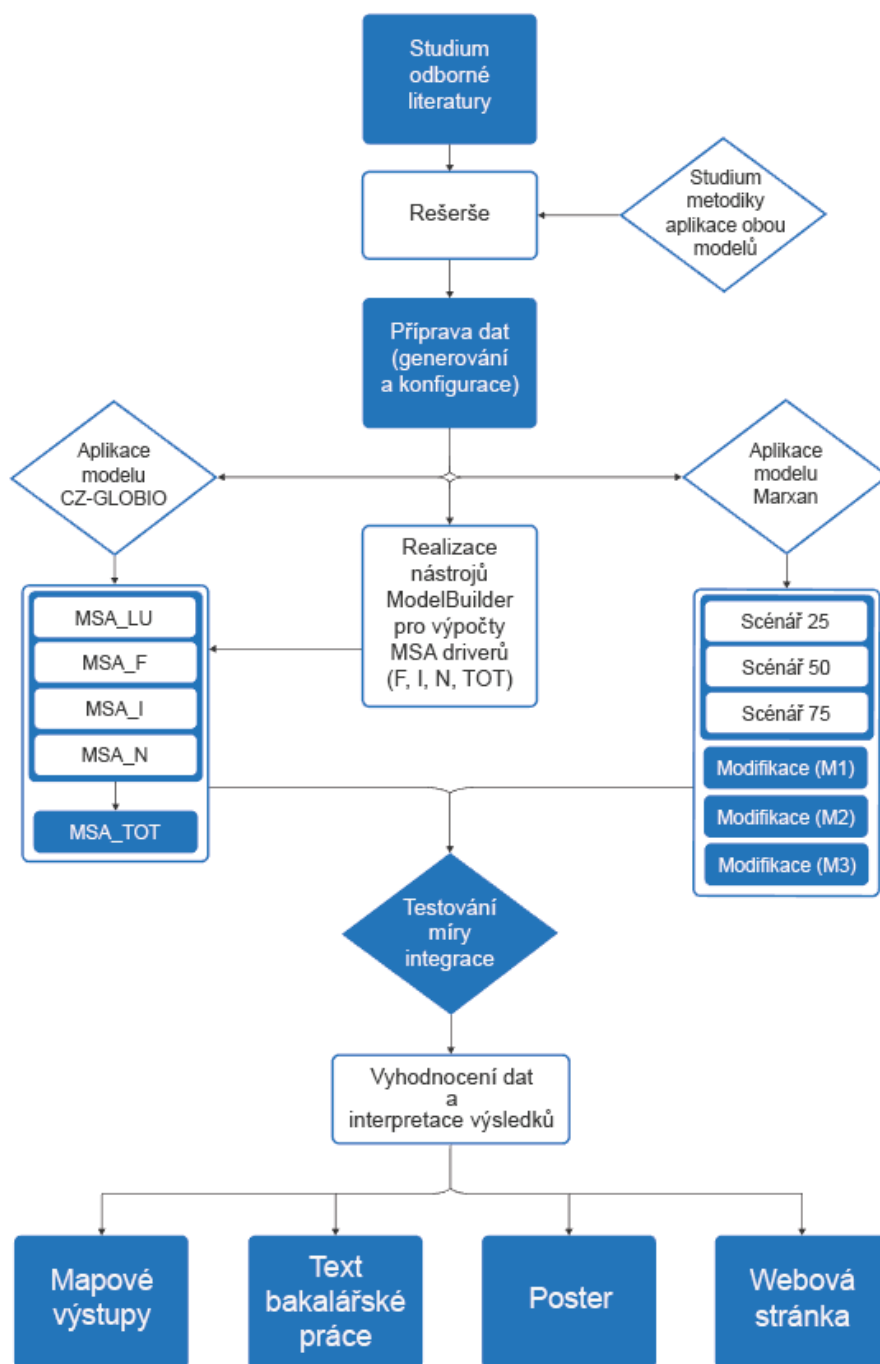 Studium
odborné
literatury
Rešerše
Studium
metodiky
aplikace obou
modelů
Příprava dat
(generování
a konfigurace)
Aplikace
modelu
CZ-GLOBIO
Aplikace
modelu
Marxan
Realizace
nástrojů
ModelBuilder
pro výpočty
MSA driverů
(F, I, N, TOT)
MSA_LU
MSA_F
MSA_I
MSA_N
MSA_TOT
Scénář 25
Scénář 50
Scénář 75
Modifikace (M1)
Modifikace (M2)
Modifikace (M3)
Testování
míry
integrace
Vyhodnocení dat
a
interpretace výsledků
Mapové
výstupy
Text
bakalářské
práce
Poster
Webová
stránka